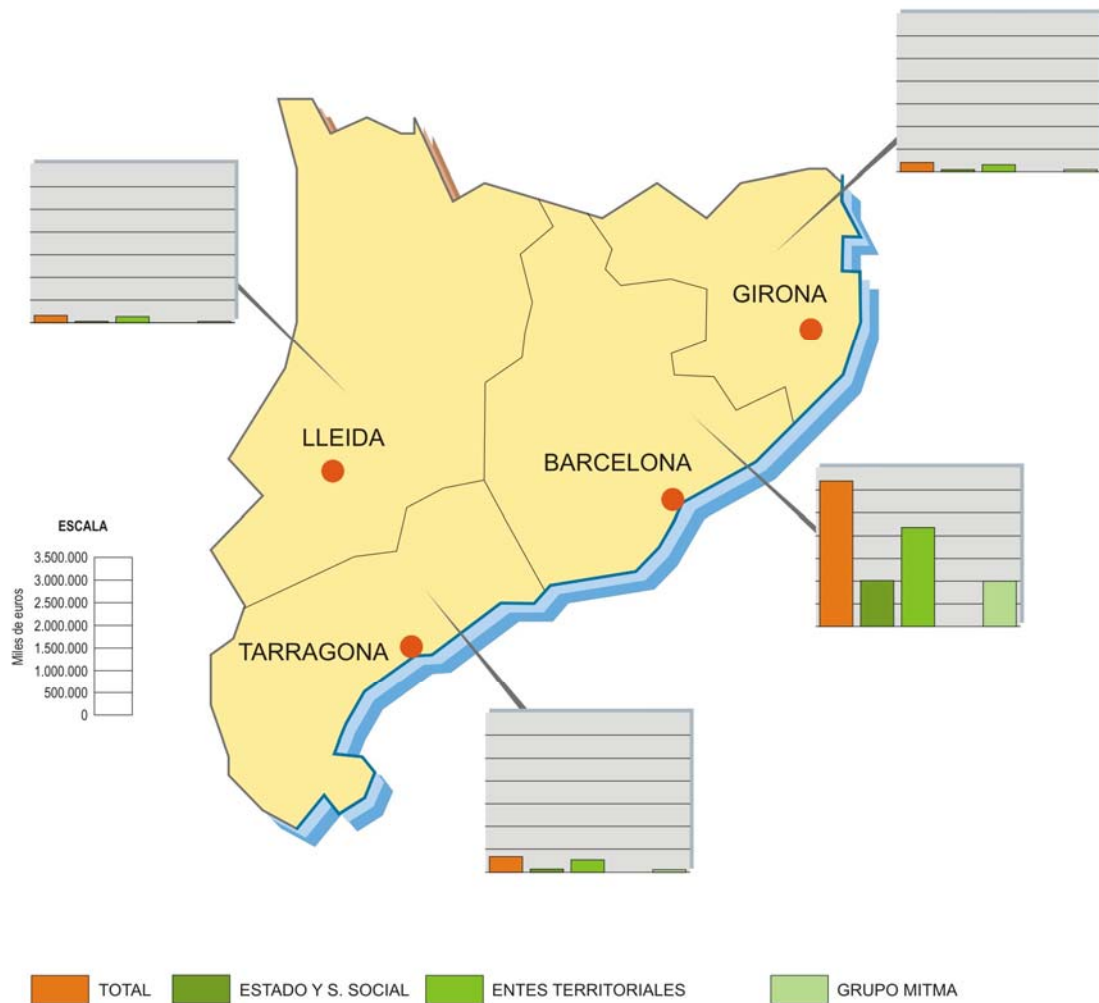 GIRONA
LLEIDA
BARCELONA
TARRAGONA
ESCALA
Miles de euros
3.500.000
3.000.000
2.500.000
2.000.000
1.500.000
1.000.000
500.000
0
TOTAL
ESTADO Y S. SOCIAL
ENTES TERRITORIALES
GRUPO MITMA